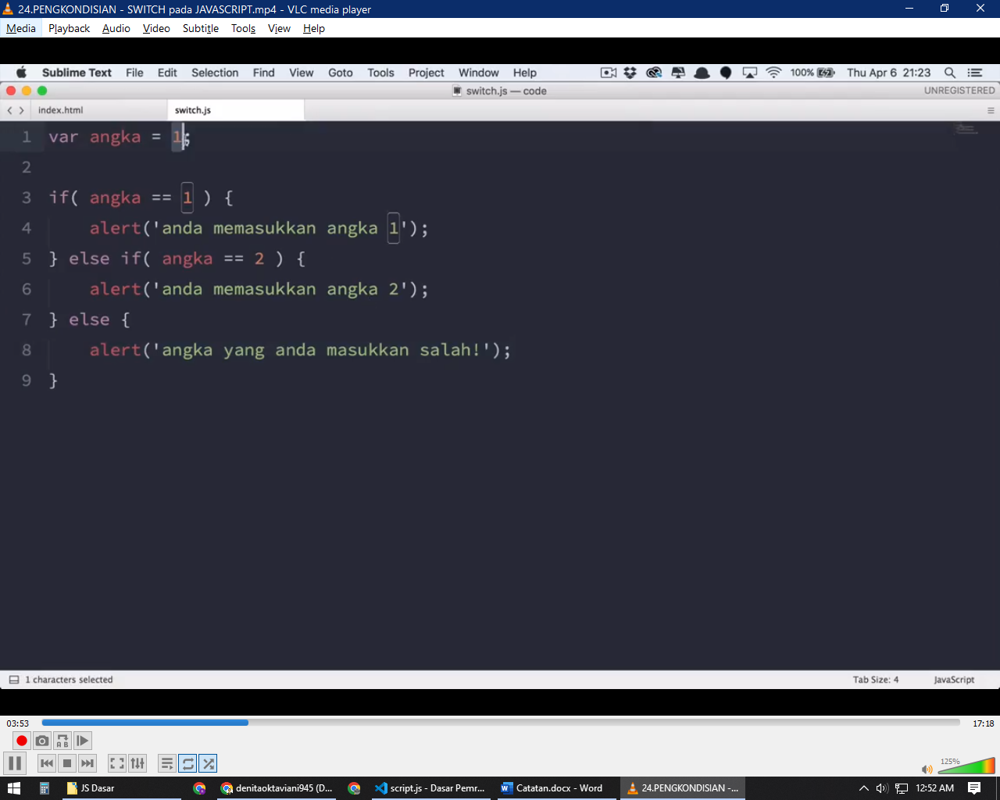 24.PENGKONDISIAN - SWITCH pada JAVASCRIPT.mp4 - VLC media player
Media Playback Audio Video Subtitle Tools View Help
Sublime Text File Edit Selection Find View Goto Tools Project Window Help 100% Thu Apr 6 21:23
switch.js — code UNREGISTERED
index.html switch.js
1 var angka = 1;
2
3 if( angka == 1 ) {
4 alert('anda memasukkan angka 1');
5 } else if( angka == 2 ) {
6 alert('anda memasukkan angka 2');
7 } else {
8 alert('angka yang anda masukkan salah!');
9 }
1 characters selected Tab Size: 4 JavaScript
03:53 17:18
A B
125%
JS Dasar denitaoktaviani945 (D... script.js - Dasar Pemr... Catatan.docx - Word 24.PENGKONDISIAN -... 12:52 AM